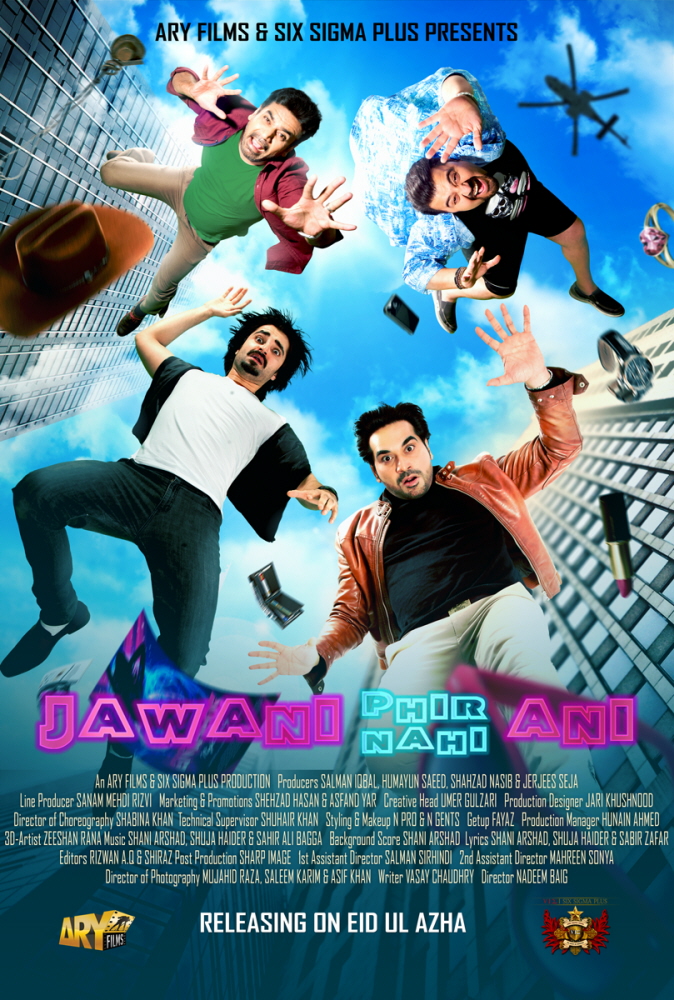 ARY FILMS & SIX SIGMA PLUS PRESENTS
JAWANI PHIR NAHI ANI
An ARY FILMS & SIX SIGMA PLUS PRODUCTION Producers SALMAN IQBAL, HUMAYUN SAEED, SHAHZAD NASIB & JERJEES SEJA
Line Producer SANAM MEHDI RIZVI Marketing & Promotions SHEHZAD HASAN & ASFAND YAR Creative Head UMER GULZARI Production Designer JARI KHUSHNOOD
Director of Choreography SHABINA KHAN Technical Supervisor SHUHAIR KHAN Styling & Makeup N PRO & N GENTS Getup FAYAZ Production Manager HUNAIN AHMED
3D-Artist ZEESHAN RANA Music SHANI ARSHAD, SHUJA HAIDER & SAHIR ALI BAGGA Background Score SHANI ARSHAD Lyrics SHANI ARSHAD, SHUJA HAIDER & SABIR ZAFAR
Editors RIZWAN A.Q & SHIRAZ Post Production SHARP IMAGE 1st Assistant Director SALMAN SIRHINDI 2nd Assistant Director MAHREEN SONYA
Director of Photography MUJAHID RAZA, SALEEM KARIM & ASIF KHAN Writer VASAY CHAUDHRY Director NADEEM BAIG
ARY FILMS
RELEASING ON EID UL AZHA
SIX SIGMA PLUS